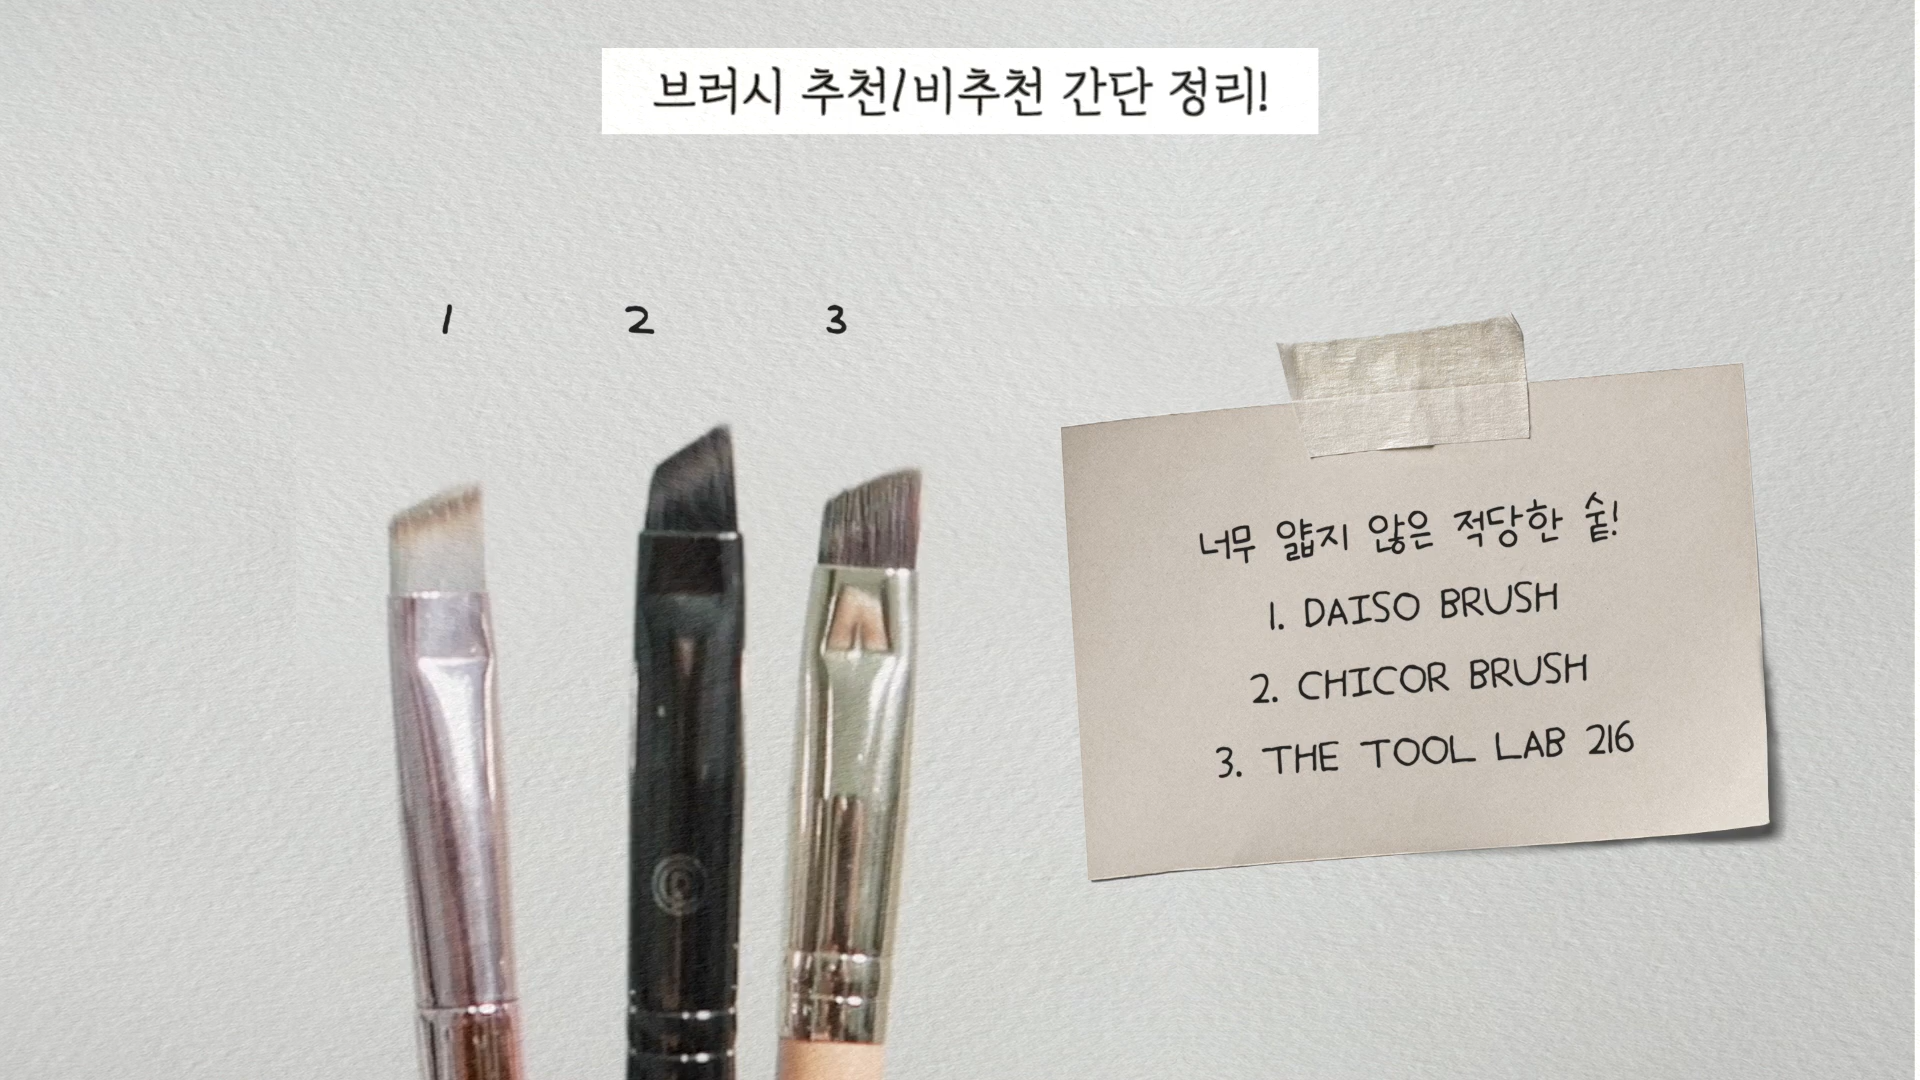 브러시 추천/비추천 간단 정리!
1 2 3
너무 얇지 않은 적당한 숱!
1. DAISO BRUSH
2. CHICOR BRUSH
3. THE TOOL LAB 216